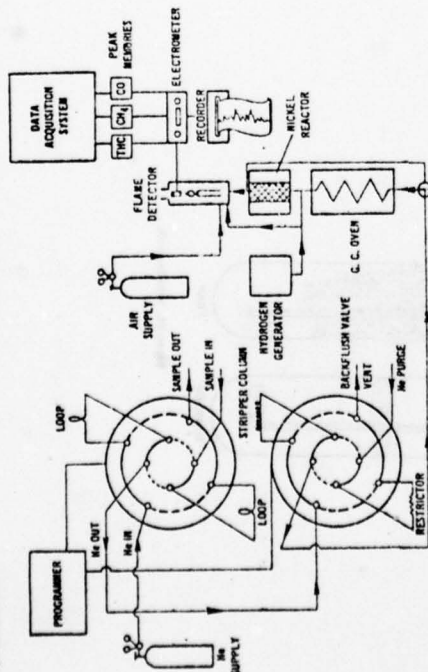 DATA
ACQUISITION
SYSTEM
PEAK
MEMORIES
THC
CH₄
CO
ELECTROMETER
RECORDER
FLAME
DETECTOR
NICKEL
REACTOR
AIR
SUPPLY
HYDROGEN
GENERATOR
G. C. OVEN
LOOP
SAMPLE OUT
SAMPLE IN
STRIPPER COLUMN
BACKFLUSH VALVE
VENT
He PURGE
PROGRAMMER
He OUT
He IN
LOOP
RESTRICTOR
He
SUPPLY